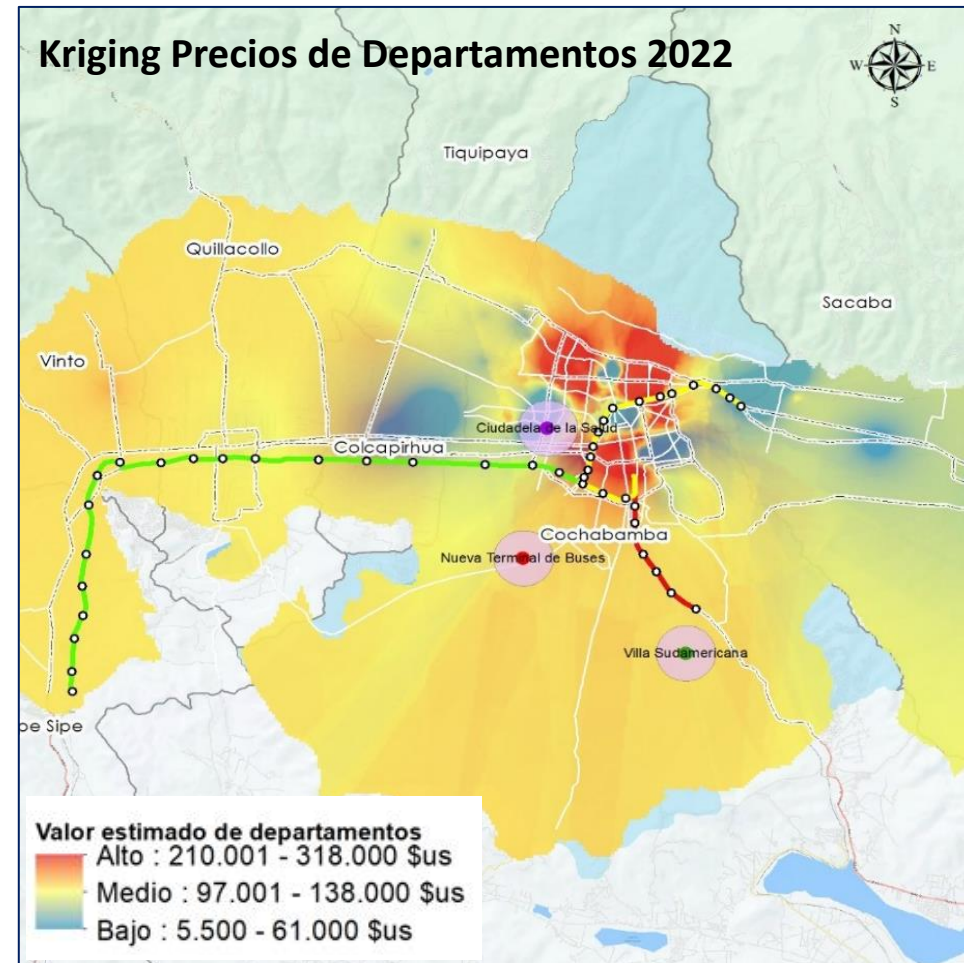 Kriging Precios de Departamentos 2022
N
W E
S
Tiquipaya
Quillacollo
Sacaba
Vinto
Ciudadela de la Salud
Colcapirhua
Cochabamba
Nueva Terminal de Buses
Villa Sudamericana
pe Sipe
Valor estimado de departamentos
Alto : 210.001 - 318.000 $us
Medio : 97.001 - 138.000 $us
Bajo : 5.500 - 61.000 $us